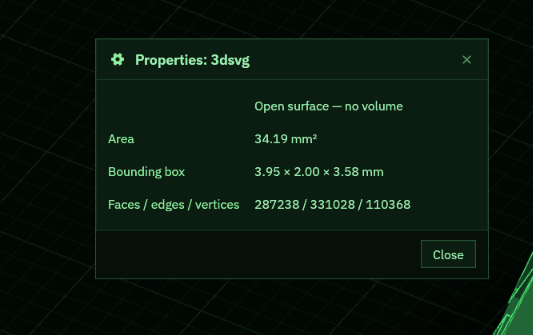 Properties: 3dsvg
Open surface — no volume
Area 34.19 mm²
Bounding box 3.95 × 2.00 × 3.58 mm
Faces / edges / vertices 287238 / 331028 / 110368
Close